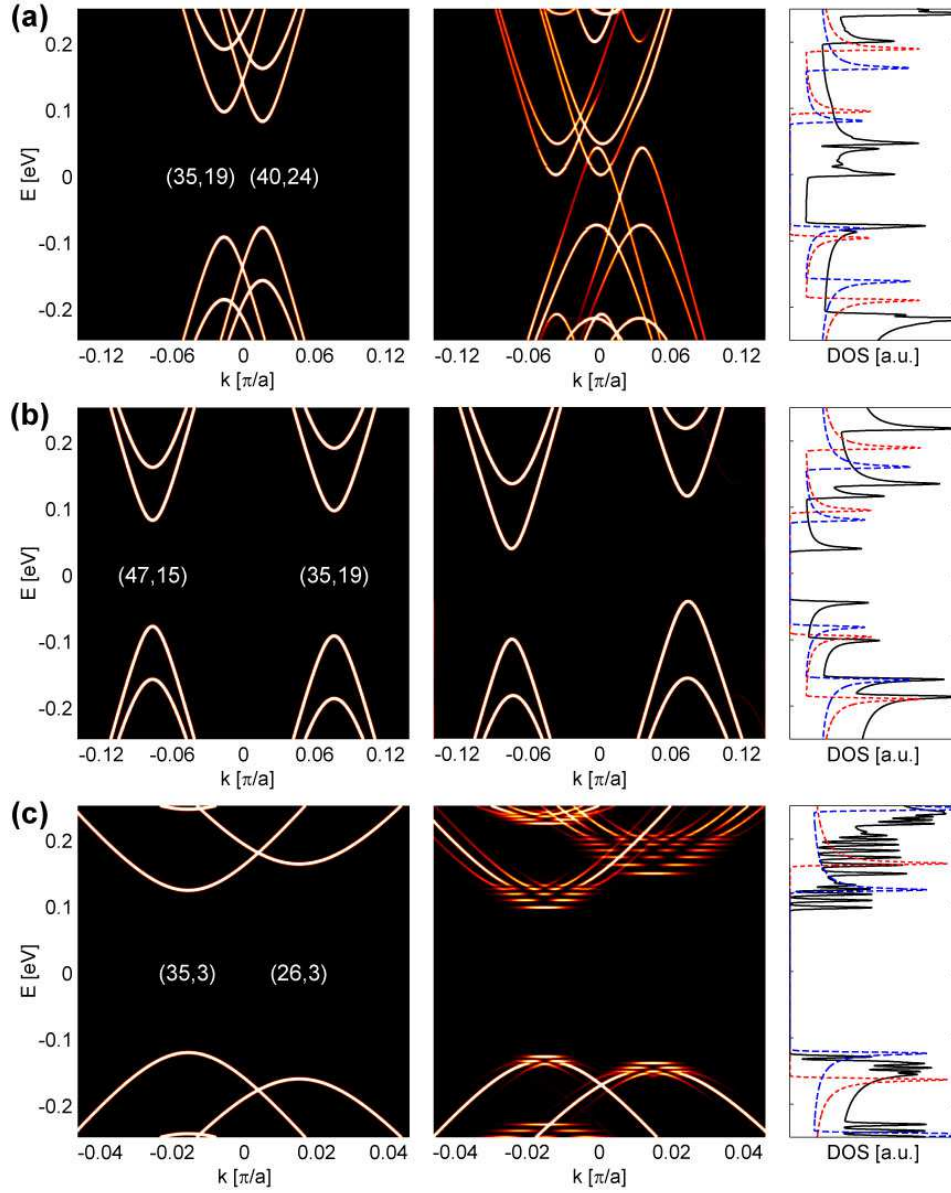 (a)
0.2
0.1
0
-0.1
-0.2
E [eV]
(35,19) (40,24)
-0.12 -0.06 0 0.06 0.12
k [π/a]
-0.12 -0.06 0 0.06 0.12
k [π/a]
DOS [a.u.]
(b)
0.2
0.1
0
-0.1
-0.2
E [eV]
(47,15) (35,19)
-0.12 -0.06 0 0.06 0.12
k [π/a]
-0.12 -0.06 0 0.06 0.12
k [π/a]
DOS [a.u.]
(c)
0.2
0.1
0
-0.1
-0.2
E [eV]
(35,3) (26,3)
-0.04 -0.02 0 0.02 0.04
k [π/a]
-0.04 -0.02 0 0.02 0.04
k [π/a]
DOS [a.u.]